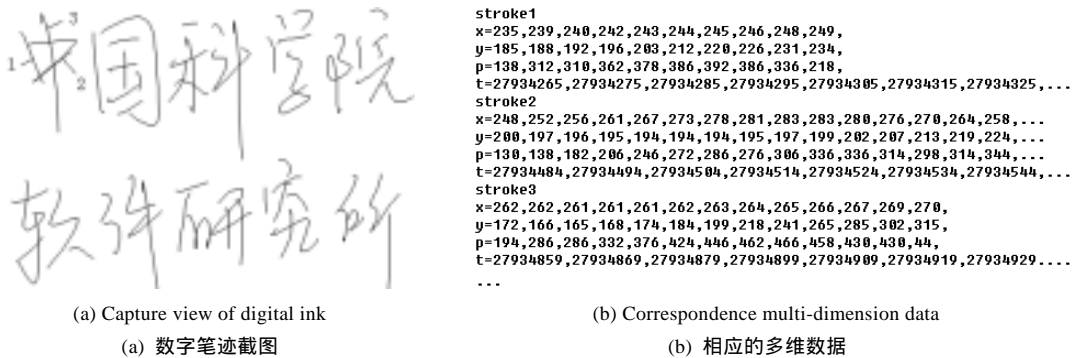 1 3 2
中国科学院
软件研究所
stroke1
x=235,239,240,242,243,244,245,246,248,249,
y=185,188,192,196,203,212,220,226,231,234,
p=138,312,310,362,378,386,392,386,336,218,
t=27934265,27934275,27934285,27934295,27934305,27934315,27934325,...
stroke2
x=248,252,256,261,267,273,278,281,283,283,280,276,270,264,258,...
y=200,197,196,195,194,194,194,195,197,199,202,207,213,219,224,...
p=130,138,182,206,246,272,286,276,306,336,336,314,298,314,344,...
t=27934484,27934494,27934504,27934514,27934524,27934534,27934544,...
stroke3
x=262,262,261,261,261,262,263,264,265,266,267,269,270,
y=172,166,165,168,174,184,199,218,241,265,285,302,315,
p=194,286,286,332,376,424,446,462,466,458,430,430,44,
t=27934859,27934869,27934879,27934899,27934909,27934919,27934929....
...
(a) Capture view of digital ink
(a) 数字笔迹截图
(b) Correspondence multi-dimension data
(b) 相应的多维数据